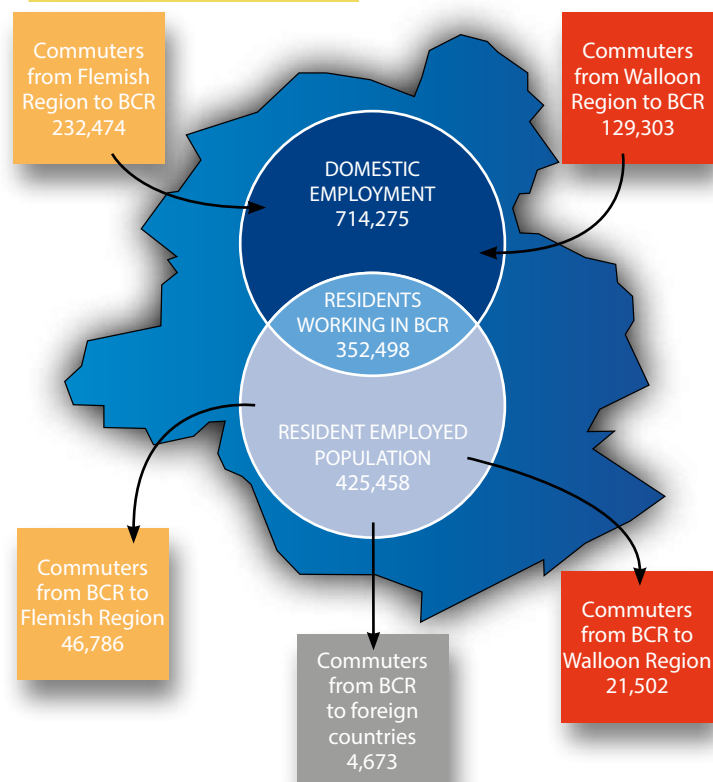 Commuters
from Flemish
Region to BCR
232,474
Commuters
from Walloon
Region to BCR
129,303
DOMESTIC
EMPLOYMENT
714,275
RESIDENTS
WORKING IN BCR
352,498
RESIDENT EMPLOYED
POPULATION
425,458
Commuters
from BCR to
Flemish Region
46,786
Commuters
from BCR
to foreign
countries
4,673
Commuters
from BCR to
Walloon Region
21,502